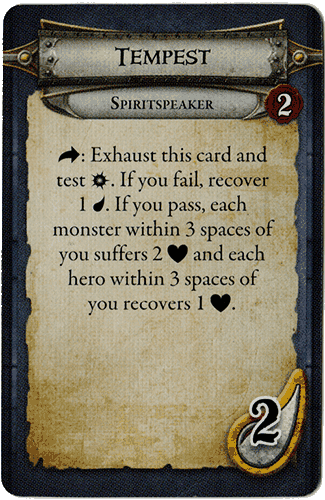 Tempest
Spiritspeaker
2
: Exhaust this card and
test . If you fail, recover
1 . If you pass, each
monster within 3 spaces of
you suffers 2 and each
hero within 3 spaces of
you recovers 1 .
2